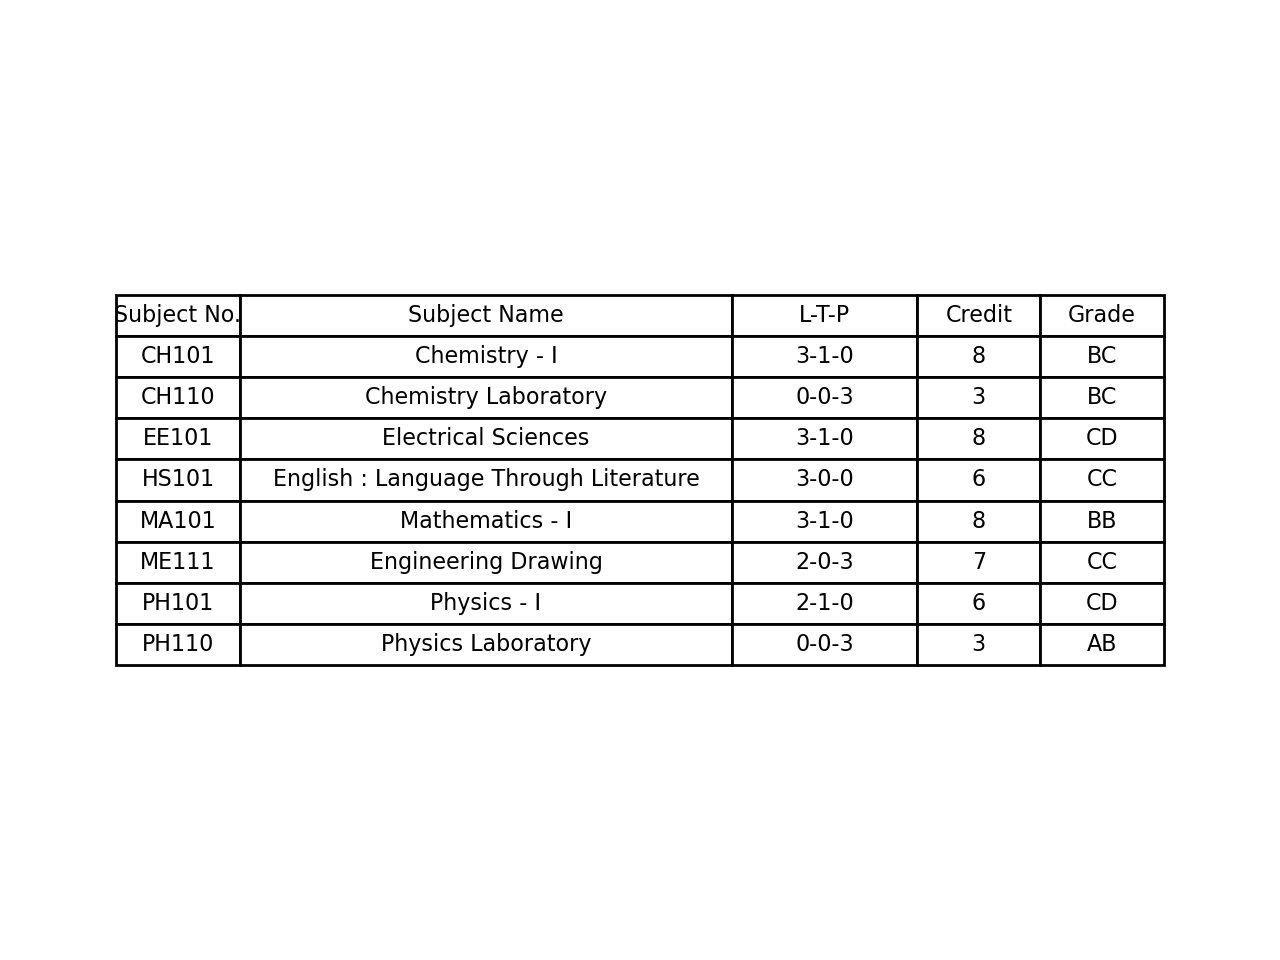 Subject No. Subject Name L-T-P Credit Grade
CH101 Chemistry - I 3-1-0 8 BC
CH110 Chemistry Laboratory 0-0-3 3 BC
EE101 Electrical Sciences 3-1-0 8 CD
HS101 English : Language Through Literature 3-0-0 6 CC
MA101 Mathematics - I 3-1-0 8 BB
ME111 Engineering Drawing 2-0-3 7 CC
PH101 Physics - I 2-1-0 6 CD
PH110 Physics Laboratory 0-0-3 3 AB